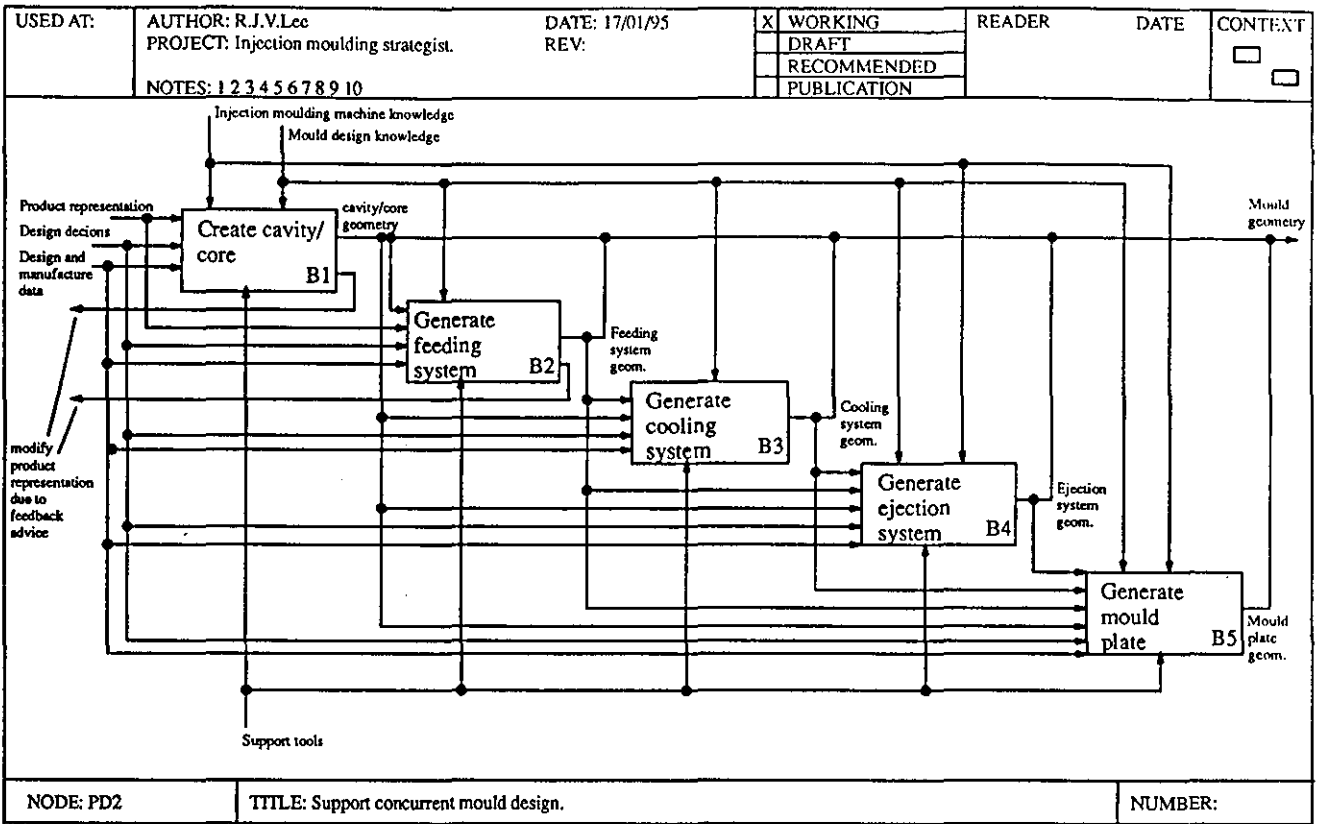 USED AT:
AUTHOR: R.J.V.Lee
DATE: 17/01/95
X WORKING
READER
DATE
CONTEXT
PROJECT: Injection moulding strategist.
REV:
DRAFT
RECOMMENDED
NOTES: 1 2 3 4 5 6 7 8 9 10
PUBLICATION
Injection moulding machine knowledge
Mould design knowledge
Product representation
Design decions
Design and
manufacture
data
Create cavity/
core
B1
cavity/core
geometry
Mould
geometry
Generate
feeding
system
B2
Feeding
system
geom.
Generate
cooling
system
B3
Cooling
system
geom.
modify
product
representation
due to
feedback
advice
Generate
ejection
system
B4
Ejection
system
geom.
Generate
mould
plate
B5
Mould
plate
geom.
Support tools
NODE: PD2
TITLE: Support concurrent mould design.
NUMBER: